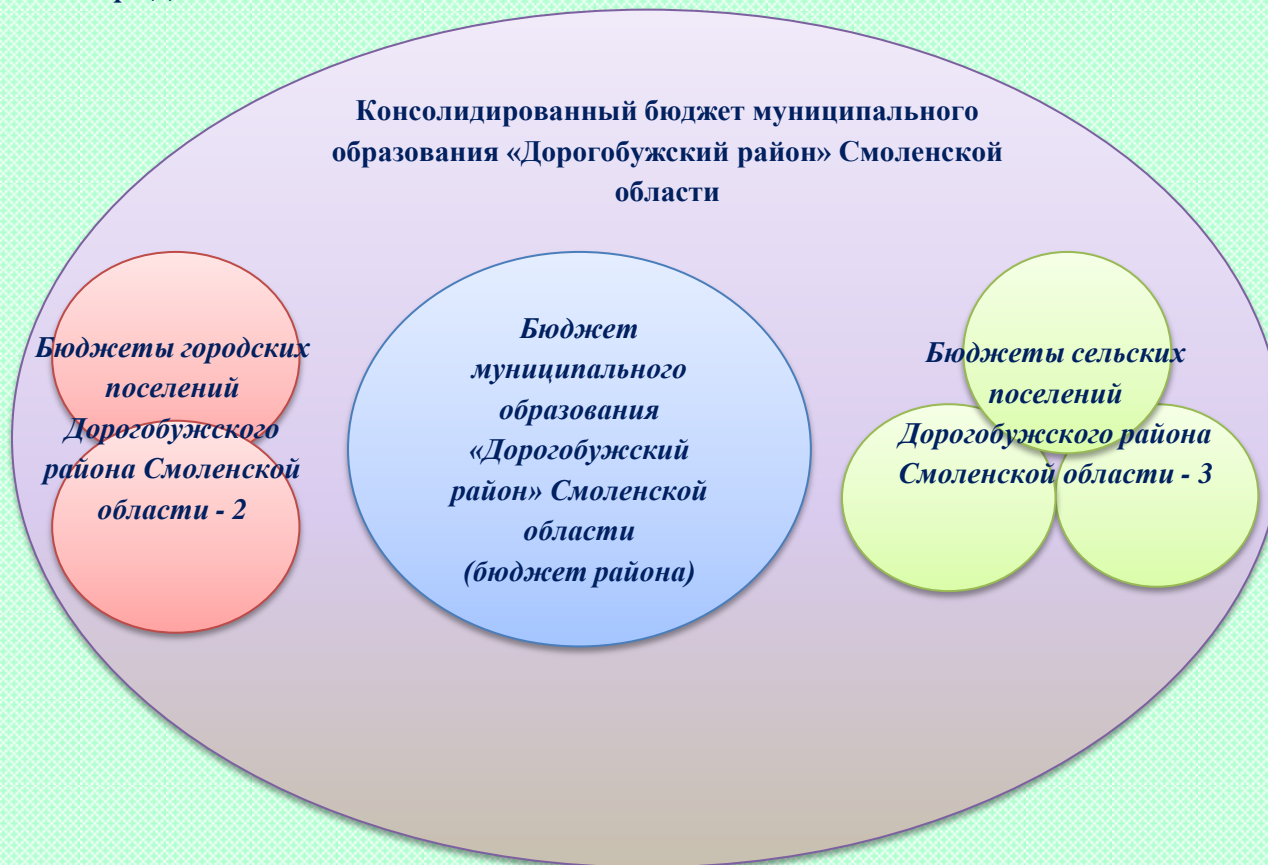 Консолидированный бюджет муниципального
образования «Дорогобужский район» Смоленской
области
Бюджеты городских
поселений
Дорогобужского
района Смоленской
области - 2
Бюджет
муниципального
образования
«Дорогобужский
район» Смоленской
области
(бюджет района)
Бюджеты сельских
поселений
Дорогобужского района
Смоленской области - 3